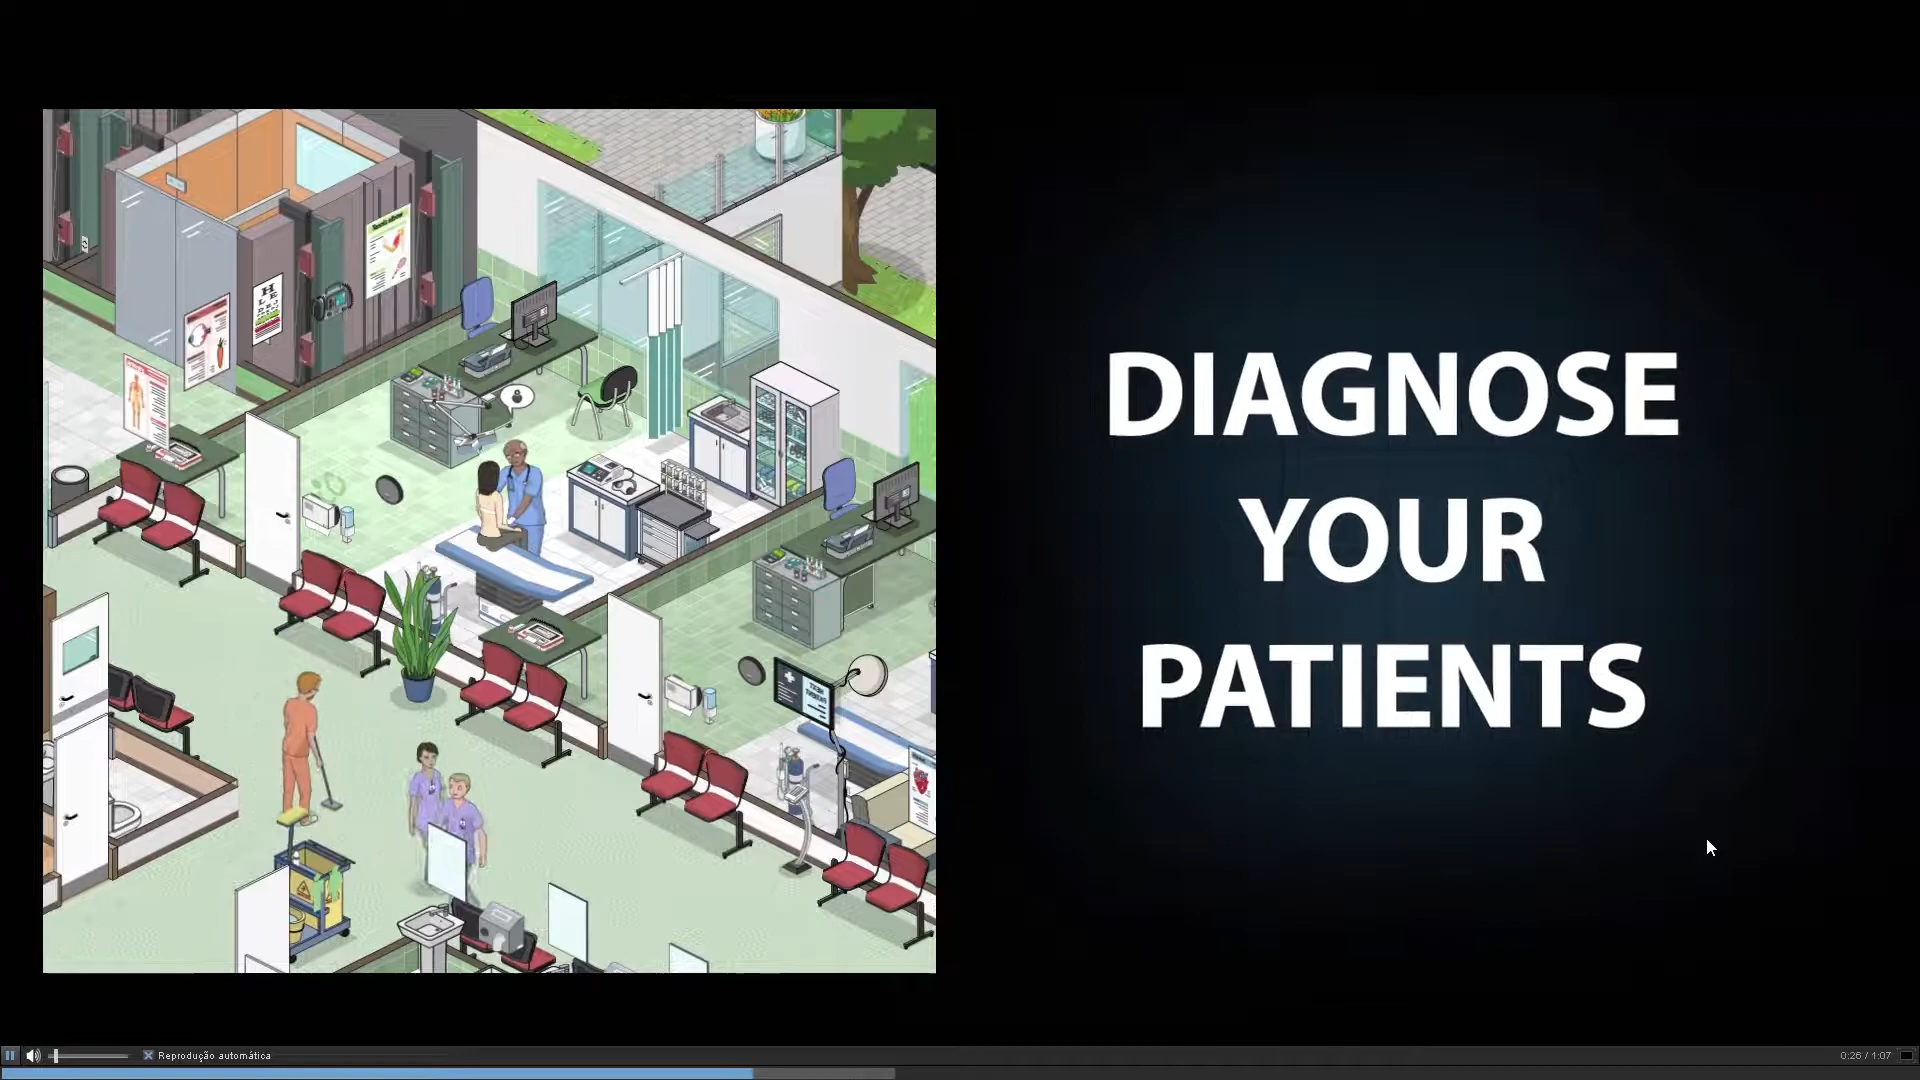 DIAGNOSE
YOUR
PATIENTS
Reprodução automática
0:26 / 1:07